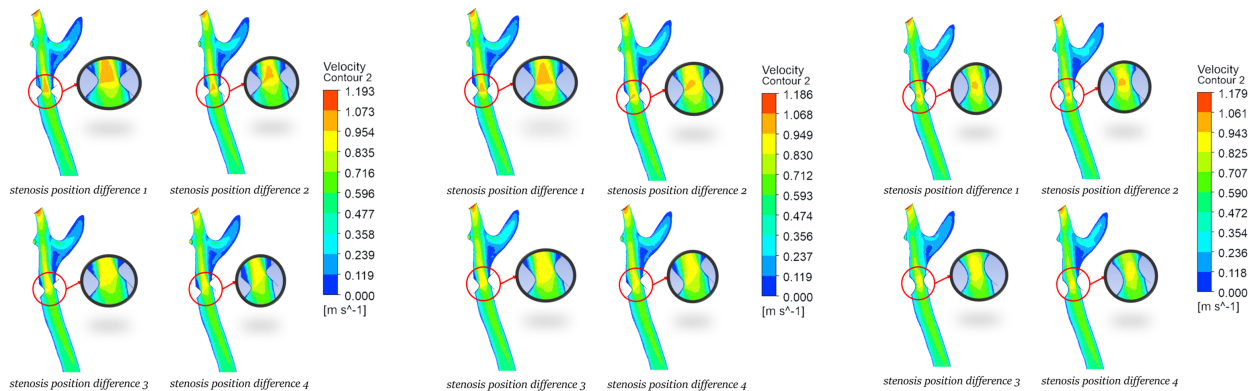 stenosis position difference 1
stenosis position difference 2
stenosis position difference 3
stenosis position difference 4
Velocity
Contour 2
1.193
1.073
0.954
0.835
0.716
0.596
0.477
0.358
0.239
0.119
0.000
[m s^-1]
stenosis position difference 1
stenosis position difference 2
stenosis position difference 3
stenosis position difference 4
Velocity
Contour 2
1.186
1.068
0.949
0.830
0.712
0.593
0.474
0.356
0.237
0.119
0.000
[m s^-1]
stenosis position difference 1
stenosis position difference 2
stenosis position difference 3
stenosis position difference 4
Velocity
Contour 2
1.179
1.061
0.943
0.825
0.707
0.590
0.472
0.354
0.236
0.118
0.000
[m s^-1]